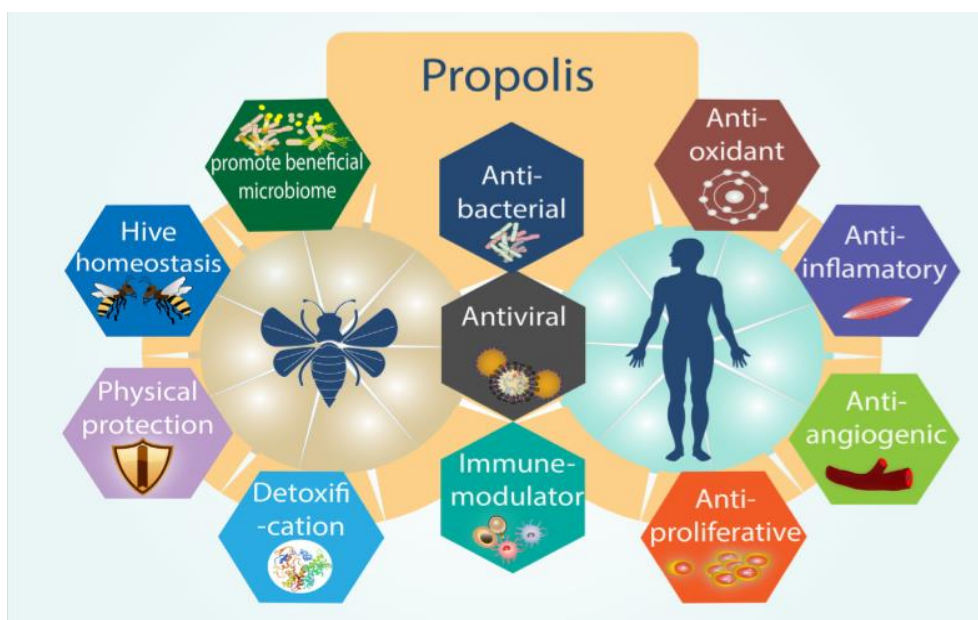 Propolis
promote beneficial
microbiome
Hive
homeostasis
Physical
protection
Detoxifi
-cation
Anti-
bacterial
Antiviral
Immune-
modulator
Anti-
oxidant
Anti-
inflamatory
Anti-
angiogenic
Anti-
proliferative